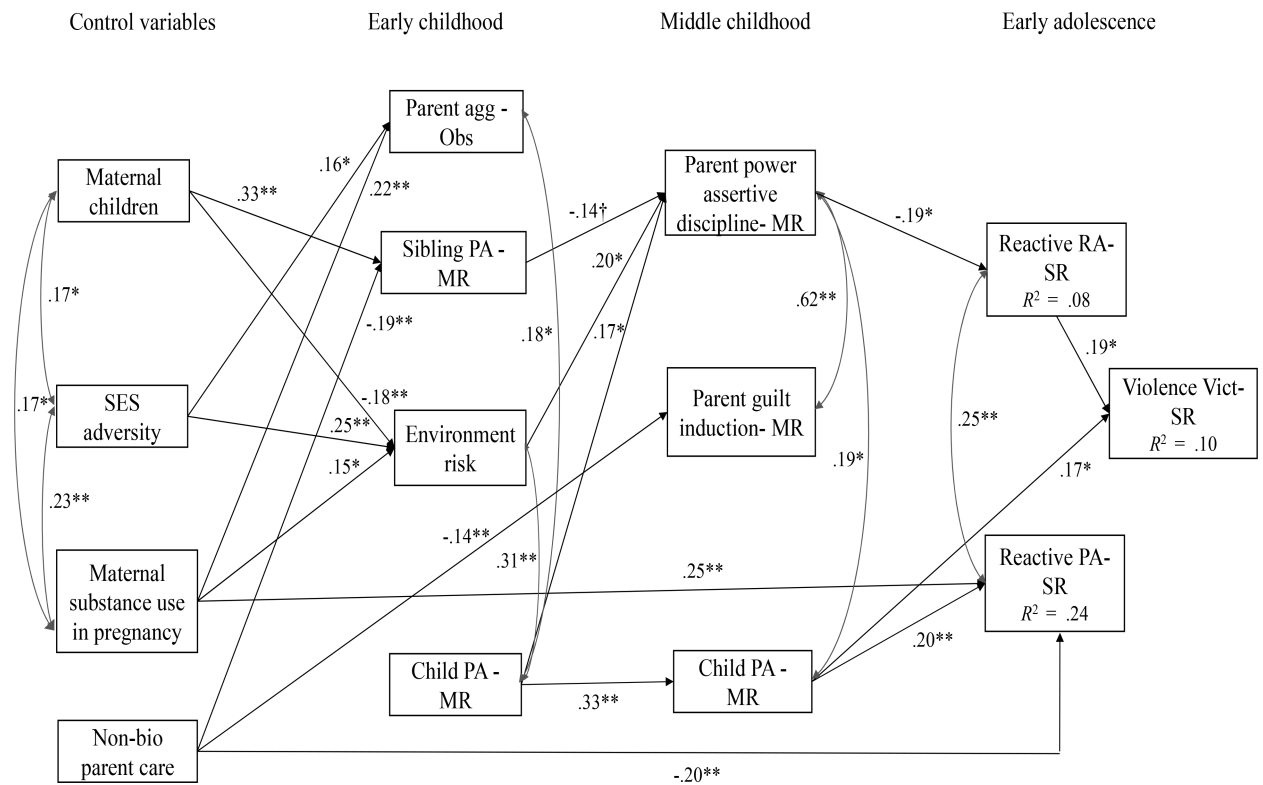 Control variables
Early childhood
Middle childhood
Early adolescence
Parent agg -
Obs
Maternal
children
.33**
.16*
.22**
Parent power
assertive
discipline- MR
-.14†
-.19*
Sibling PA -
MR
.20*
Reactive RA-
SR
R² = .08
.17*
-.19**
.18*
.17*
.62**
.19*
.17*
SES
adversity
-.18**
.25**
.15*
Environment
risk
Parent guilt
induction- MR
.25**
Violence Vict-
SR
R² = .10
.23**
.19*
.17*
-.14**
.31**
Maternal
substance use
in pregnancy
.25**
Reactive PA-
SR
R² = .24
.20**
Child PA -
MR
.33**
Child PA -
MR
Non-bio
parent care
-.20**